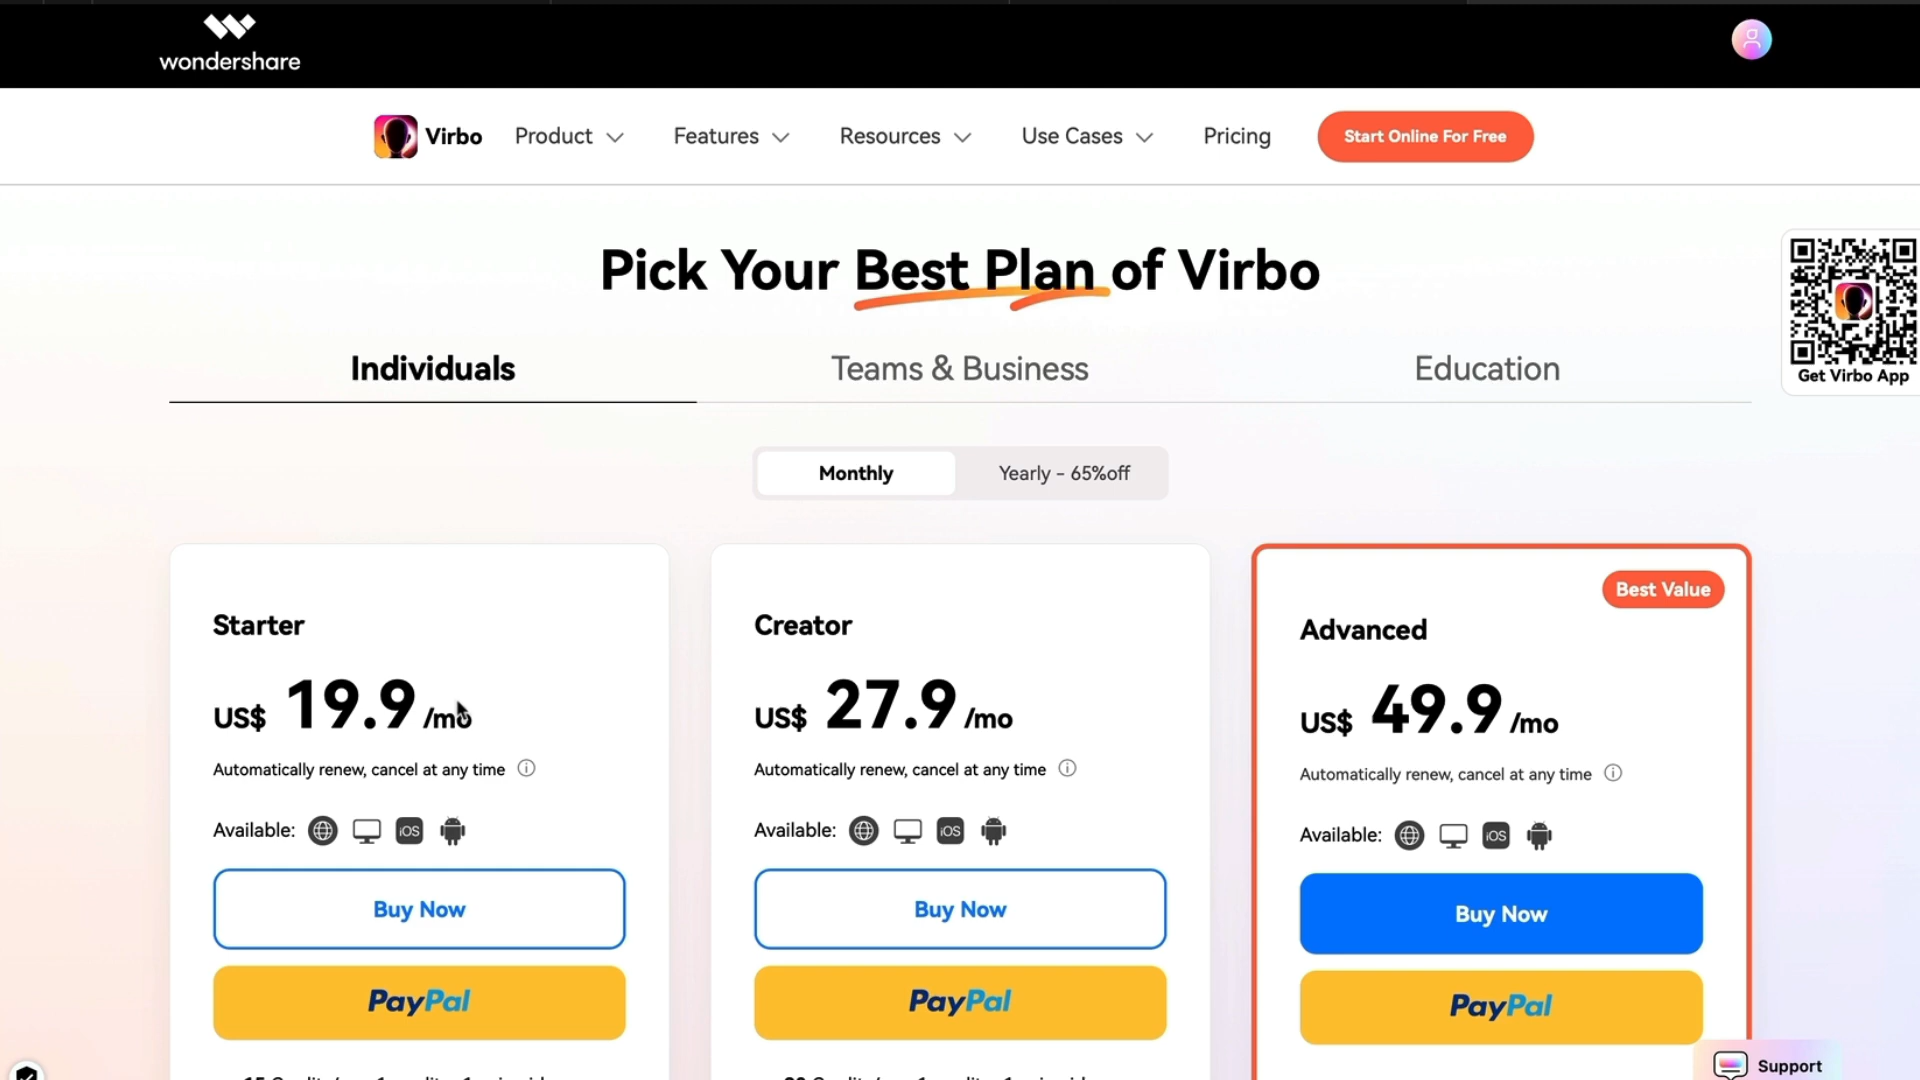 wondershare
Virbo Product Features Resources Use Cases Pricing Start Online For Free
Pick Your Best Plan of Virbo
Get Virbo App
Individuals Teams & Business Education
Monthly Yearly - 65%off
Best Value
Starter Creator Advanced
US$ 19.9 /mo US$ 27.9 /mo US$ 49.9 /mo
Automatically renew, cancel at any time Automatically renew, cancel at any time Automatically renew, cancel at any time
Available: iOS Available: iOS Available: iOS
Buy Now Buy Now Buy Now
PayPal PayPal PayPal
Support